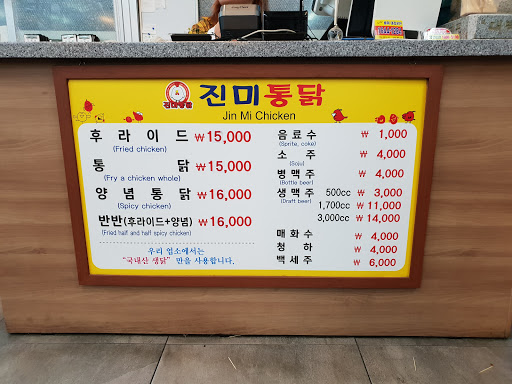 진미통닭
진미통닭
Jin Mi Chicken
후라이드 ₩15,000
(Fried chicken)
통닭 ₩15,000
(Fry a chicken whole)
양념통닭 ₩16,000
(Spicy chicken)
반반(후라이드+양념) ₩16,000
(Fried half and half spicy chicken)
우리 업소에서는
"국내산 생닭" 만을 사용합니다.
음료수 ₩ 1,000
(Sprite, coke)
소주 ₩ 4,000
(Soju)
병맥주 ₩ 4,000
(Bottle beer)
생맥주 500cc ₩ 3,000
(Draft beer) 1,700cc ₩ 11,000
3,000cc ₩ 14,000
매화수 ₩ 4,000
청하 ₩ 4,000
백세주 ₩ 6,000